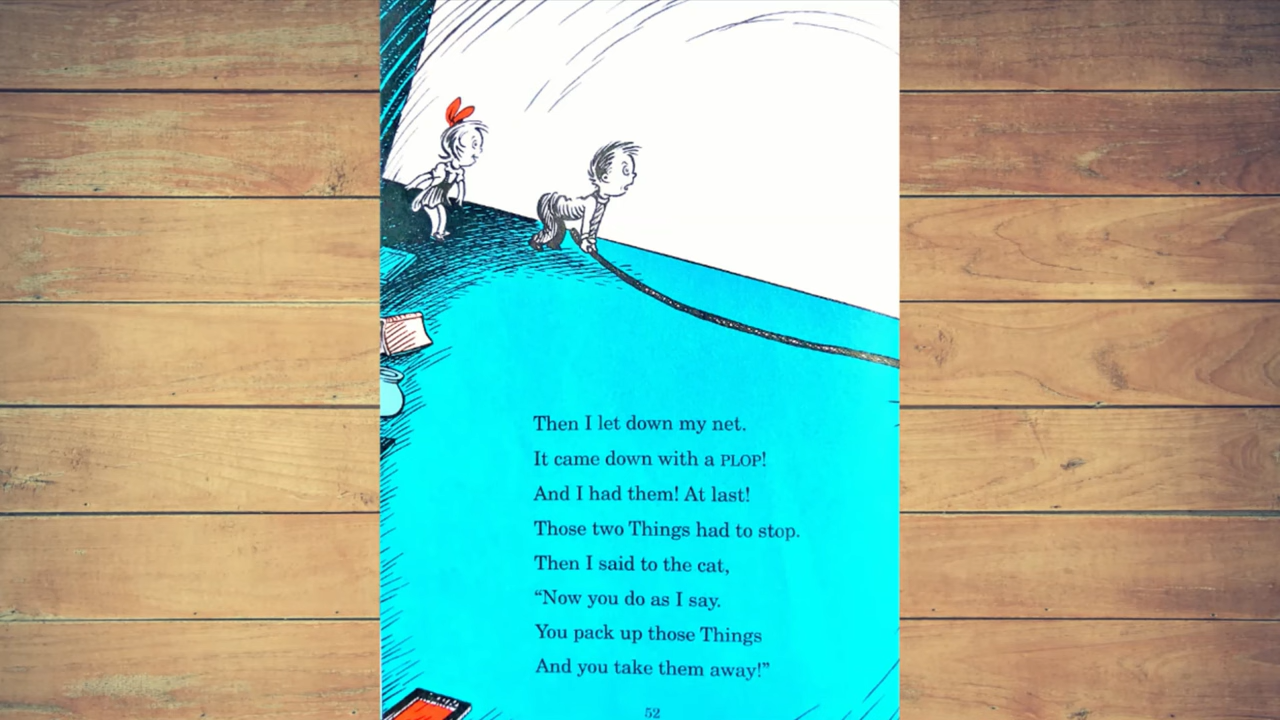 Then I let down my net.
It came down with a PLOP!
And I had them! At last!
Those two Things had to stop.
Then I said to the cat,
“Now you do as I say.
You pack up those Things
And you take them away!”
52